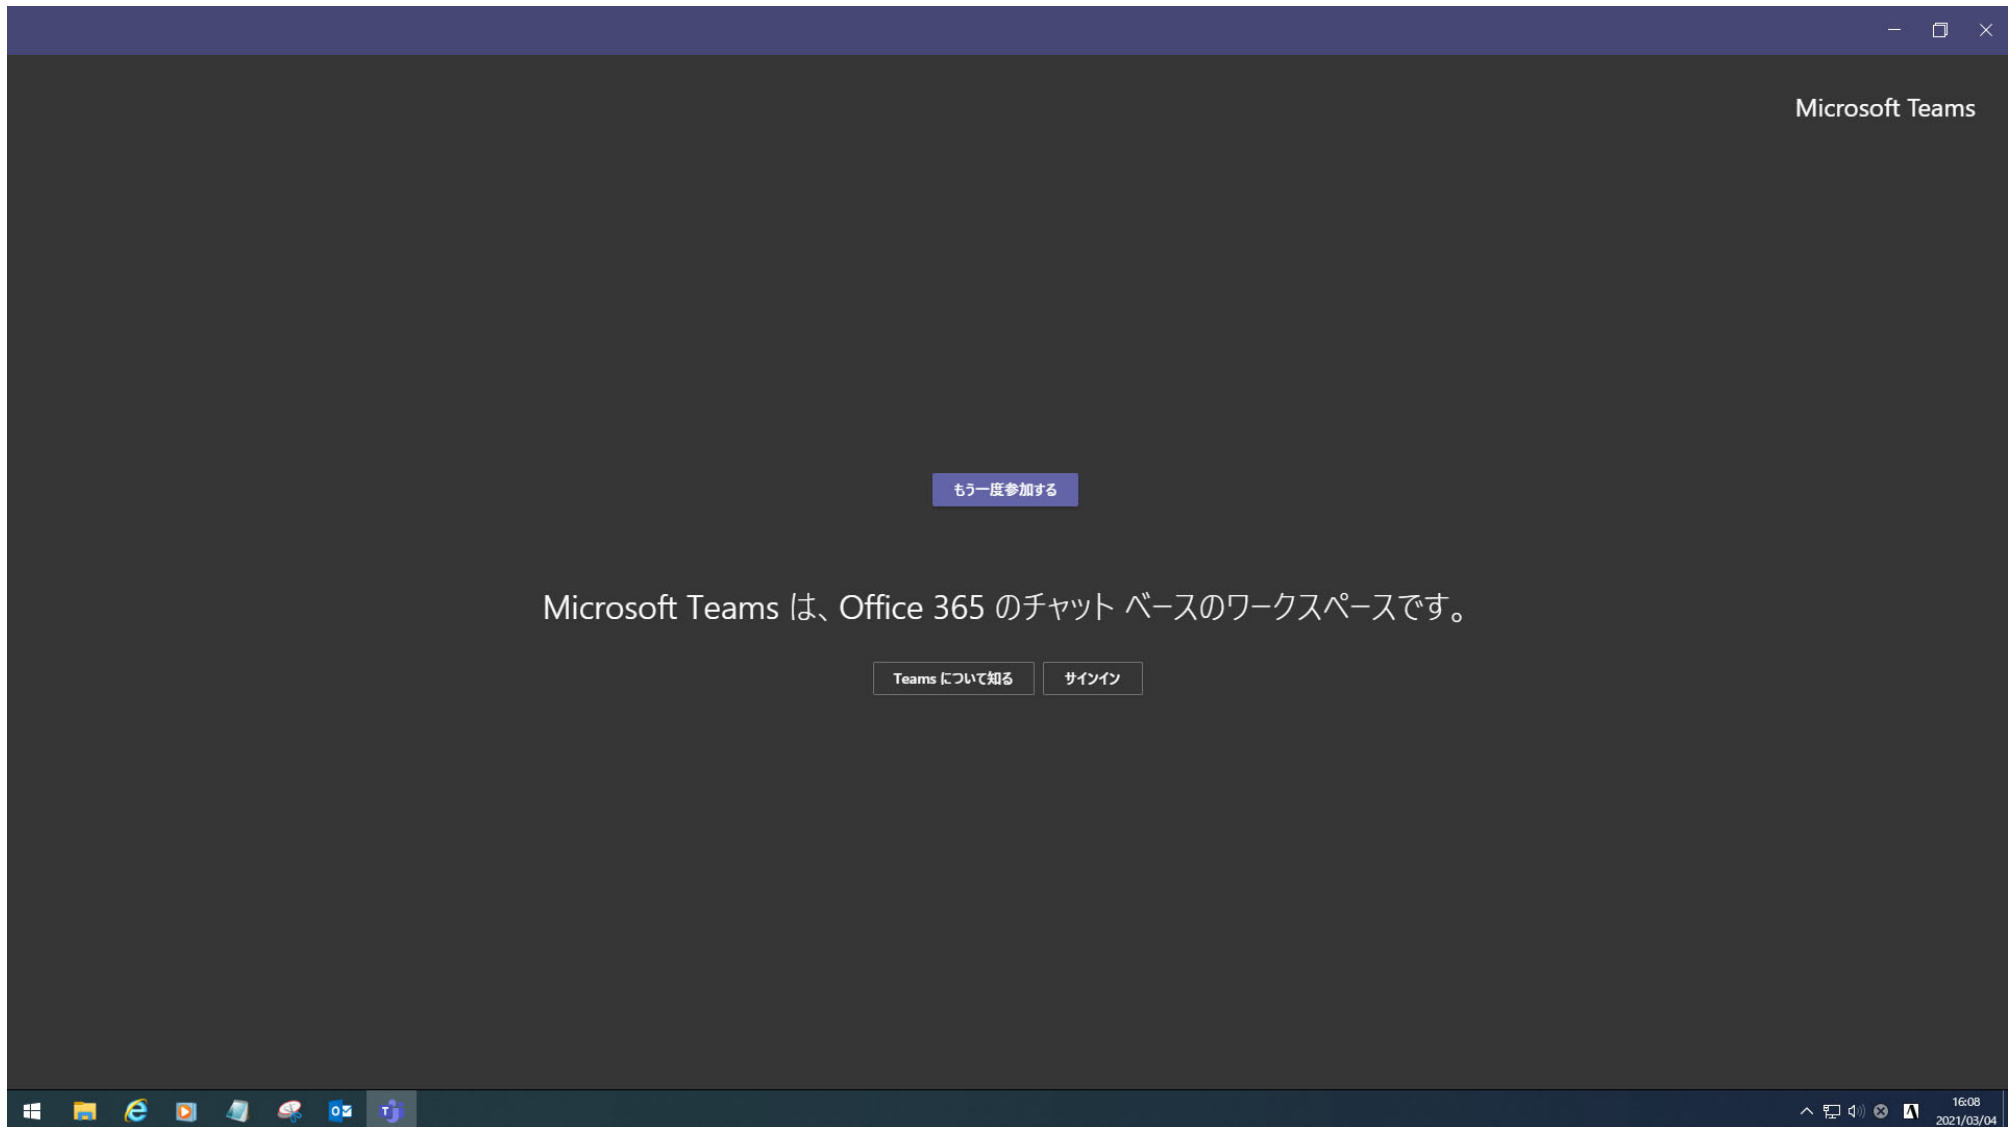 Microsoft Teams
もう一度参加する
Microsoft Teams は、Office 365 のチャット ベースのワークスペースです。
Teams について知る
サインイン
16:08
2021/03/04